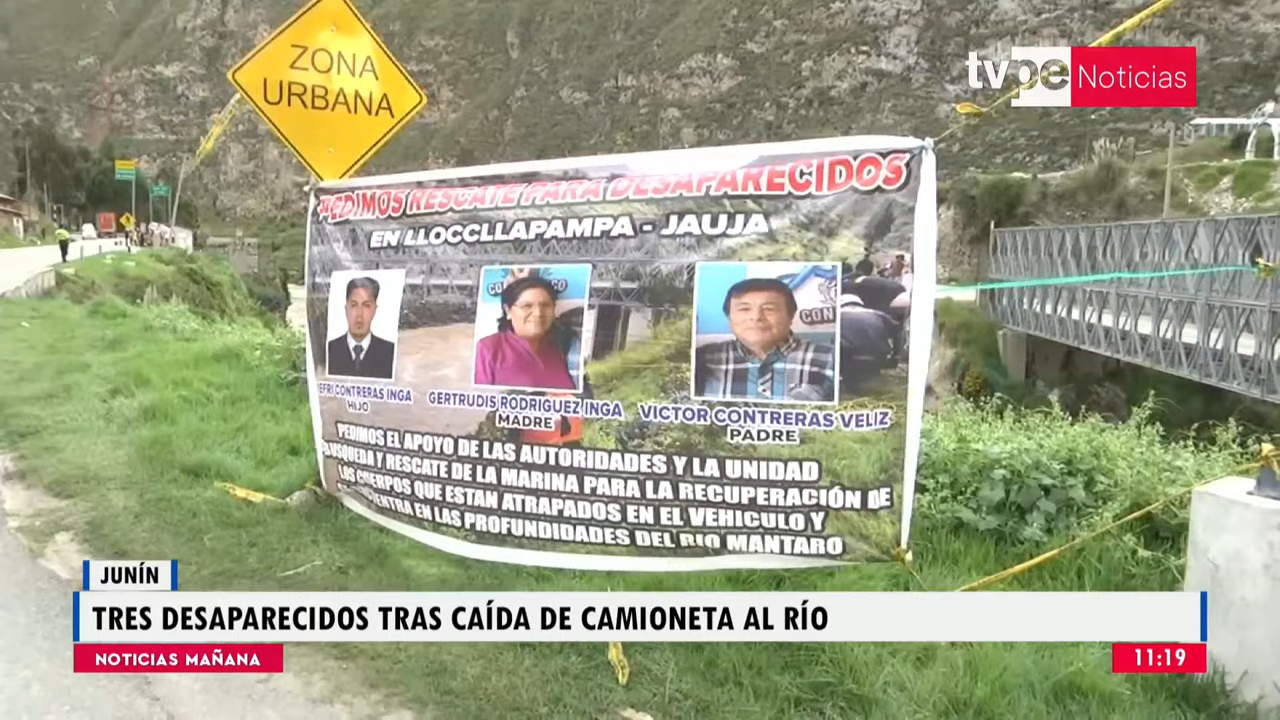 ZONA
URBANA
tvpe Noticias
PEDIMOS RESCATE PARA DESAPARECIDOS
EN LLOCCLLAPAMPA - JAUJA
EFRI CONTRERAS INGA
HIJO
GERTRUDIS RODRIGUEZ INGA
MADRE
VICTOR CONTRERAS VELIZ
PADRE
PEDIMOS EL APOYO DE LAS AUTORIDADES Y LA UNIDAD
BUSQUEDA Y RESCATE DE LA MARINA PARA LA RECUPERACIÓN DE
LOS CUERPOS QUE ESTAN ATRAPADOS EN EL VEHICULO Y
EN LAS PROFUNDIDADES DEL RIO MANTARO
JUNÍN
TRES DESAPARECIDOS TRAS CAÍDA DE CAMIONETA AL RÍO
NOTICIAS MAÑANA
11:19